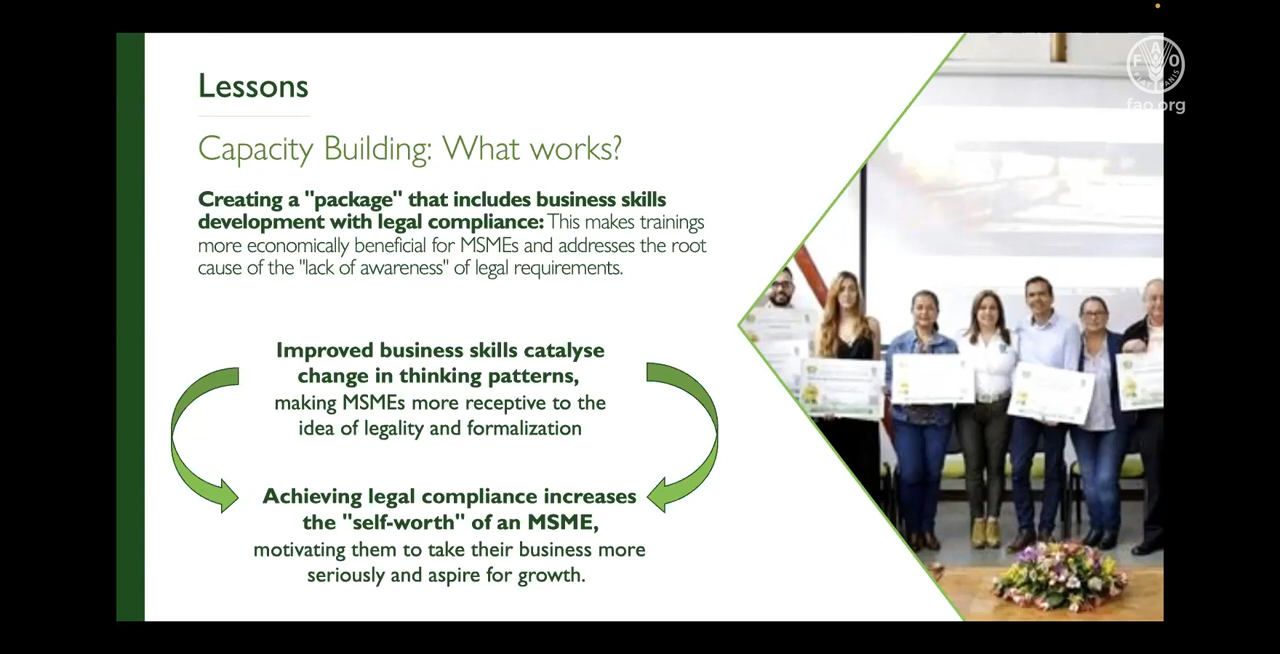 Lessons
Capacity Building: What works?
Creating a "package" that includes business skills
development with legal compliance: This makes trainings
more economically beneficial for MSMEs and addresses the root
cause of the "lack of awareness" of legal requirements.
Improved business skills catalyse
change in thinking patterns,
making MSMEs more receptive to the
idea of legality and formalization
Achieving legal compliance increases
the "self-worth" of an MSME,
motivating them to take their business more
seriously and aspire for growth.
F A O
FIAT PANIS
fao.org